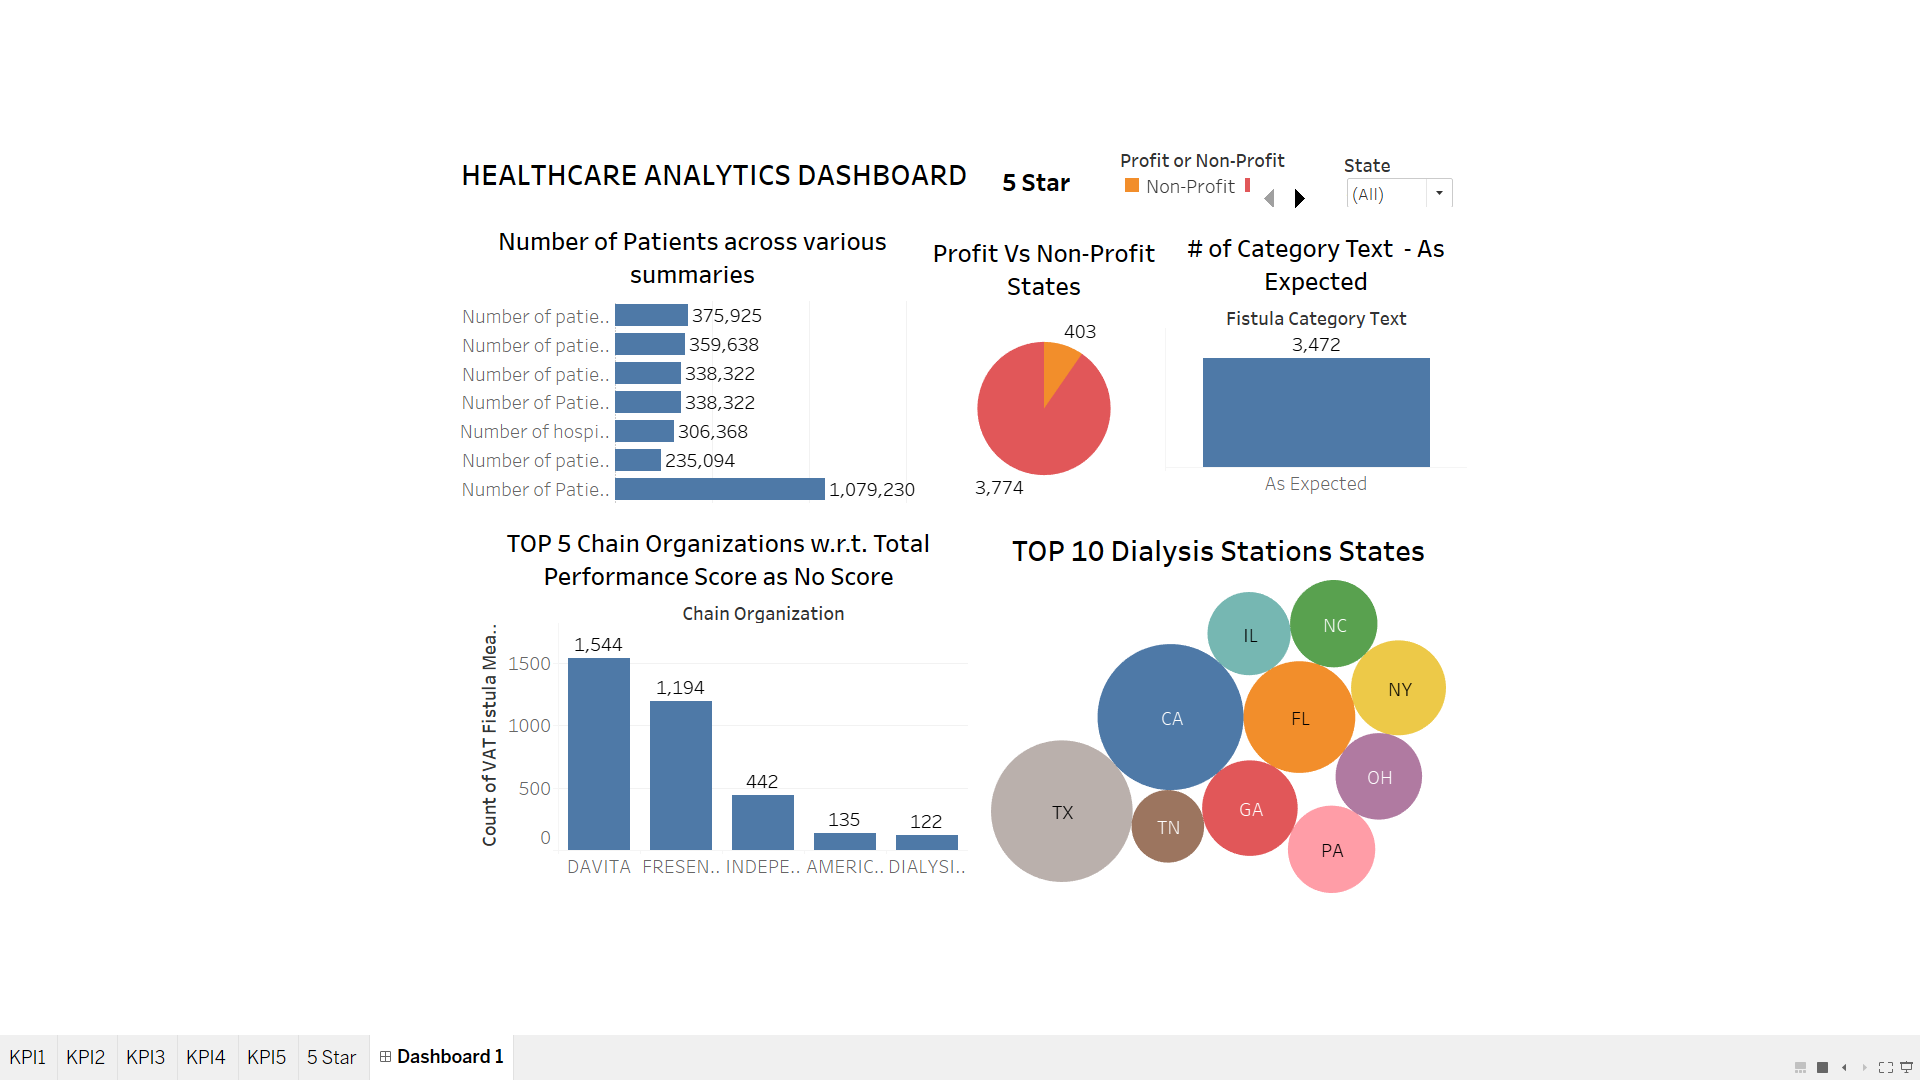 HEALTHCARE ANALYTICS DASHBOARD
5 Star
Profit or Non-Profit
Non-Profit
State
(All)
Number of Patients across various
summaries
Number of patie.. 375,925
Number of patie.. 359,638
Number of patie.. 338,322
Number of Patie.. 338,322
Number of hospi.. 306,368
Number of patie.. 235,094
Number of Patie.. 1,079,230
Profit Vs Non-Profit
States
403
3,774
# of Category Text - As
Expected
Fistula Category Text
3,472
As Expected
TOP 5 Chain Organizations w.r.t. Total
Performance Score as No Score
Chain Organization
Count of VAT Fistula Mea..
1500
1000
500
0
1,544
1,194
442
135
122
DAVITA FRESEN.. INDEPE.. AMERIC.. DIALYSI..
TOP 10 Dialysis Stations States
IL
NC
NY
CA
FL
OH
TX
TN
GA
PA
KPI1 KPI2 KPI3 KPI4 KPI5 5 Star Dashboard 1